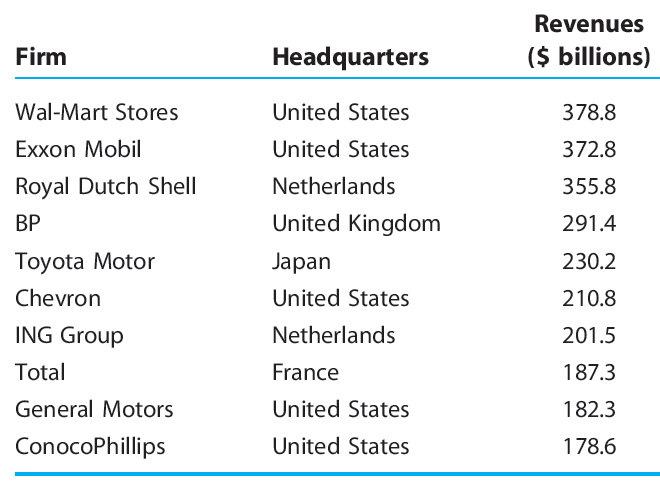 Revenues
Firm Headquarters ($ billions)
Wal-Mart Stores United States 378.8
Exxon Mobil United States 372.8
Royal Dutch Shell Netherlands 355.8
BP United Kingdom 291.4
Toyota Motor Japan 230.2
Chevron United States 210.8
ING Group Netherlands 201.5
Total France 187.3
General Motors United States 182.3
ConocoPhillips United States 178.6